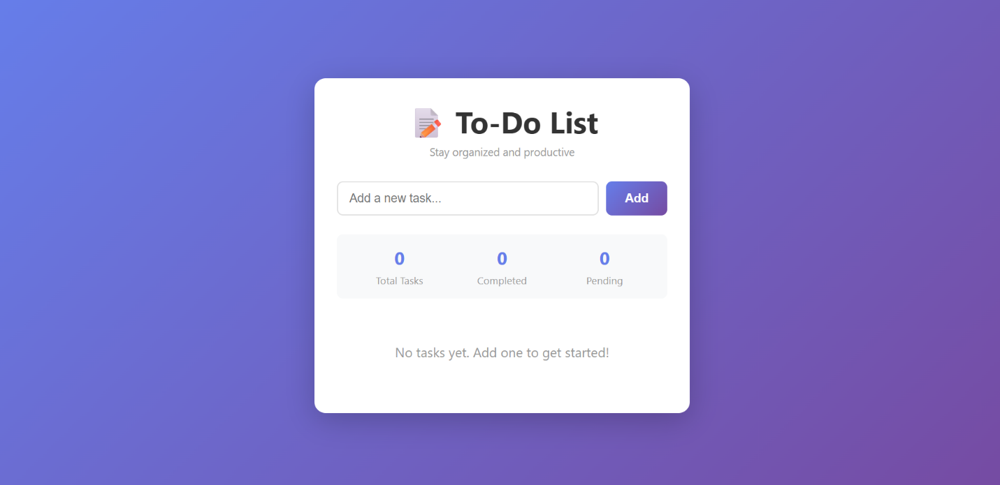 To-Do List
Stay organized and productive
Add a new task...
Add
0
0
0
Total Tasks
Completed
Pending
No tasks yet. Add one to get started!